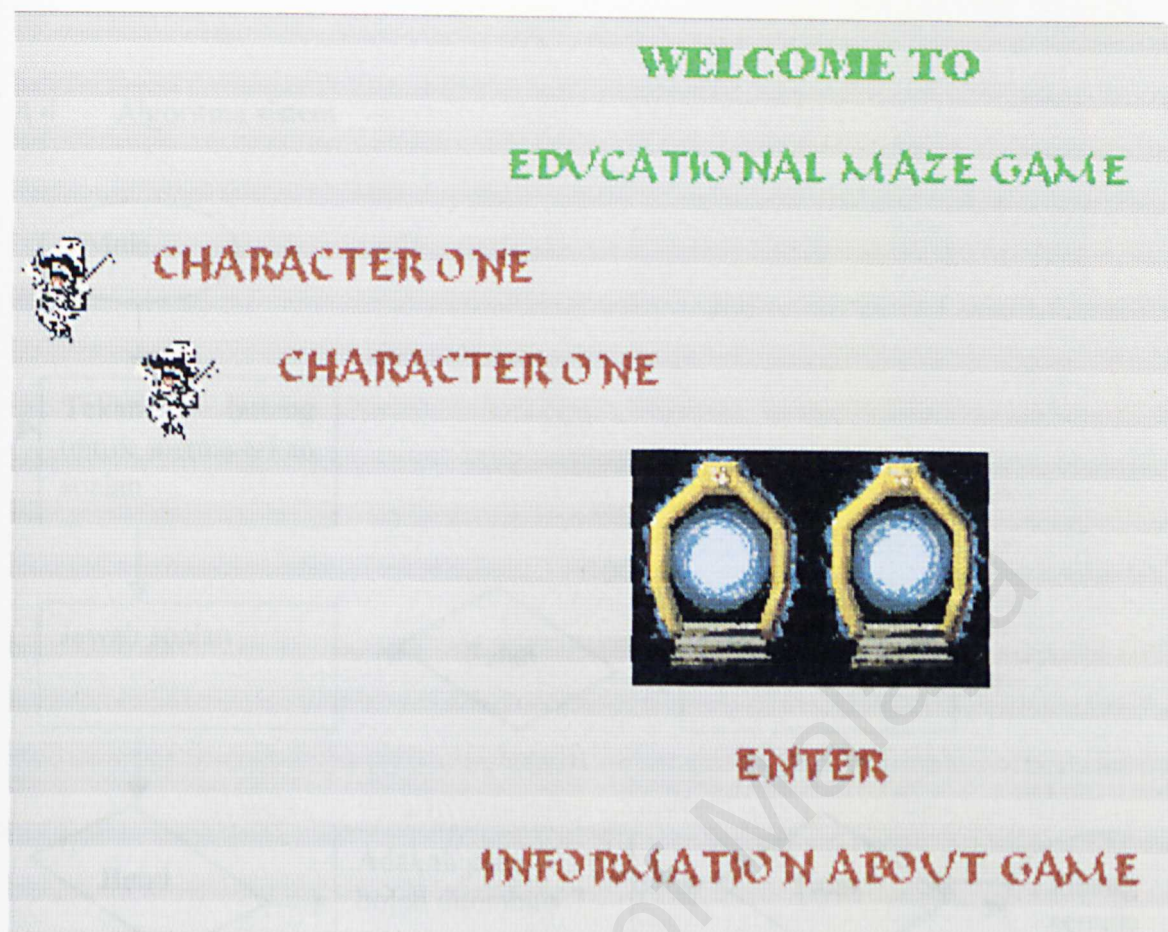 WELCOME TO
EDUCATIONAL MAZE GAME
CHARACTER ONE
CHARACTER ONE
ENTER
INFORMATION ABOUT GAME